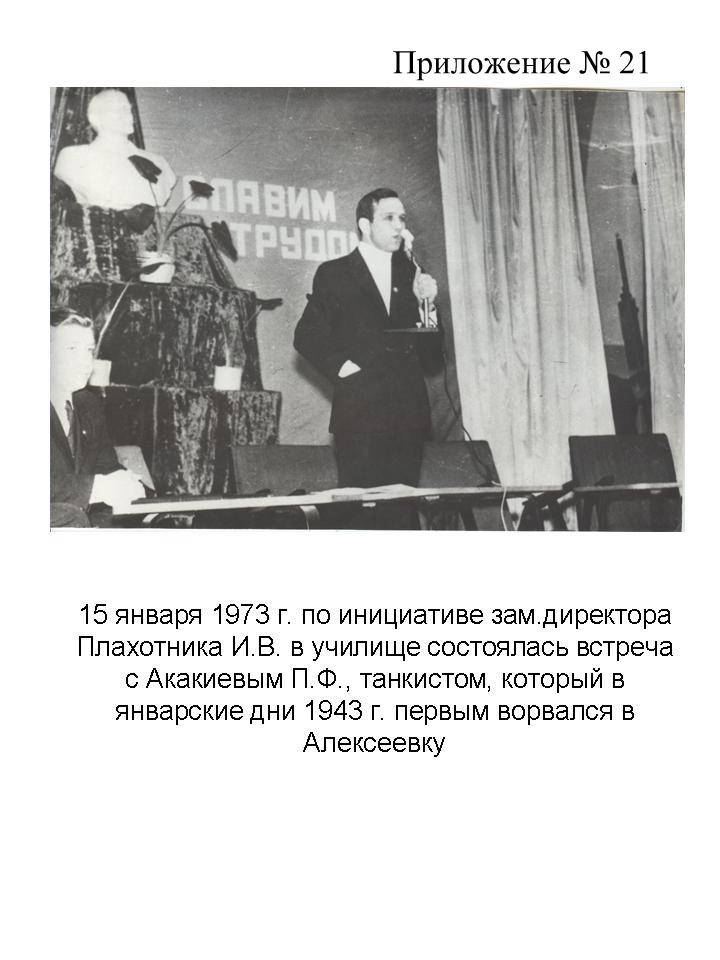 Приложение № 21
СЛАВИМ
ТРУДОМ
15 января 1973 г. по инициативе зам.директора
Плахотника И.В. в училище состоялась встреча
с Акакиевым П.Ф., танкистом, который в
январские дни 1943 г. первым ворвался в
Алексеевку